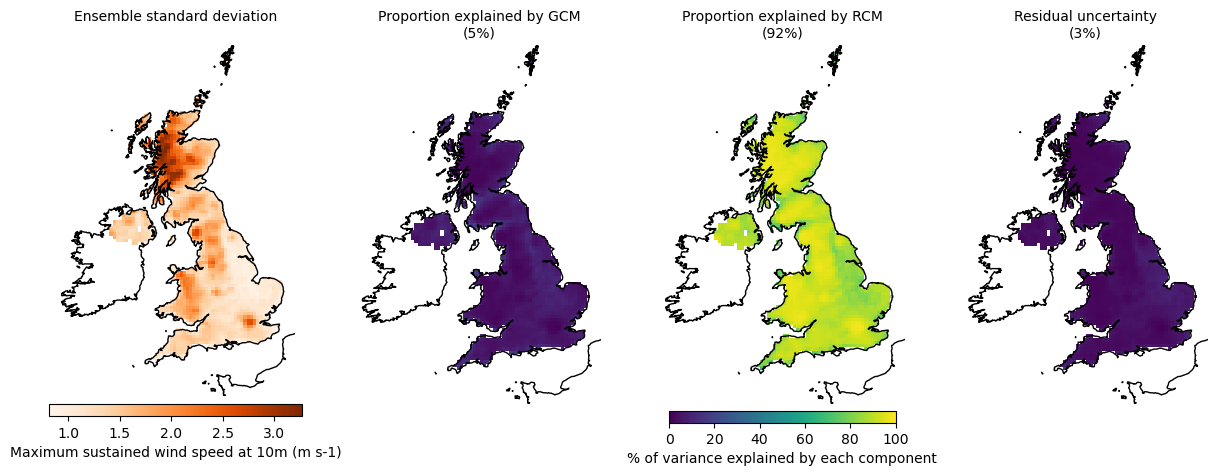 Ensemble standard deviation
Proportion explained by GCM
(5%)
Proportion explained by RCM
(92%)
Residual uncertainty
(3%)
1.0 1.5 2.0 2.5 3.0
Maximum sustained wind speed at 10m (m s-1)
0 20 40 60 80 100
% of variance explained by each component